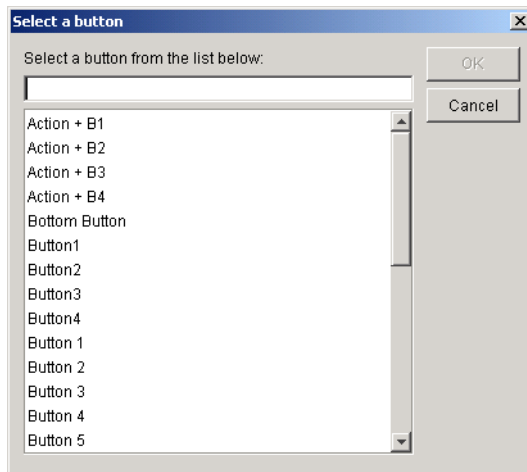 Select a button
Select a button from the list below:
OK
Cancel
Action + B1
Action + B2
Action + B3
Action + B4
Bottom Button
Button1
Button2
Button3
Button4
Button 1
Button 2
Button 3
Button 4
Button 5